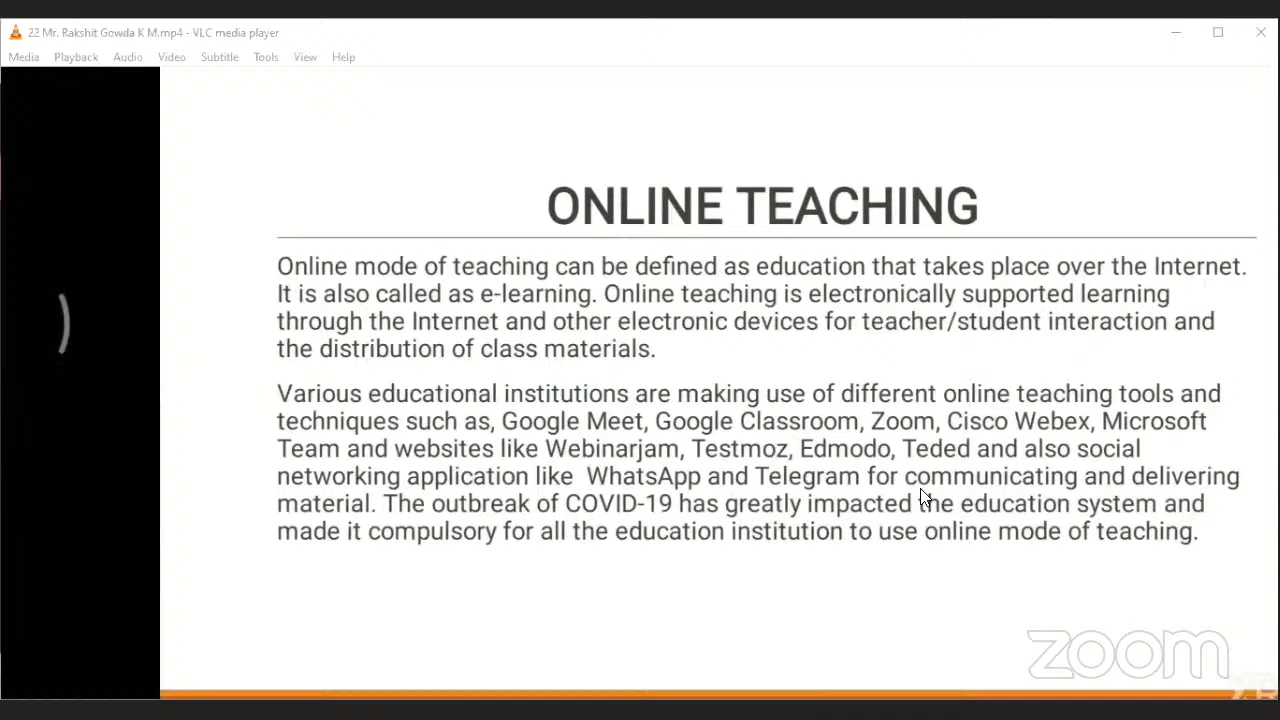 22 Mr. Rakshit Gowda K M.mp4 - VLC media player
Media Playback Audio Video Subtitle Tools View Help
ONLINE TEACHING
Online mode of teaching can be defined as education that takes place over the Internet.
It is also called as e-learning. Online teaching is electronically supported learning
through the Internet and other electronic devices for teacher/student interaction and
the distribution of class materials.
Various educational institutions are making use of different online teaching tools and
techniques such as, Google Meet, Google Classroom, Zoom, Cisco Webex, Microsoft
Team and websites like Webinarjam, Testmoz, Edmodo, Teded and also social
networking application like WhatsApp and Telegram for communicating and delivering
material. The outbreak of COVID-19 has greatly impacted the education system and
made it compulsory for all the education institution to use online mode of teaching.
zoom